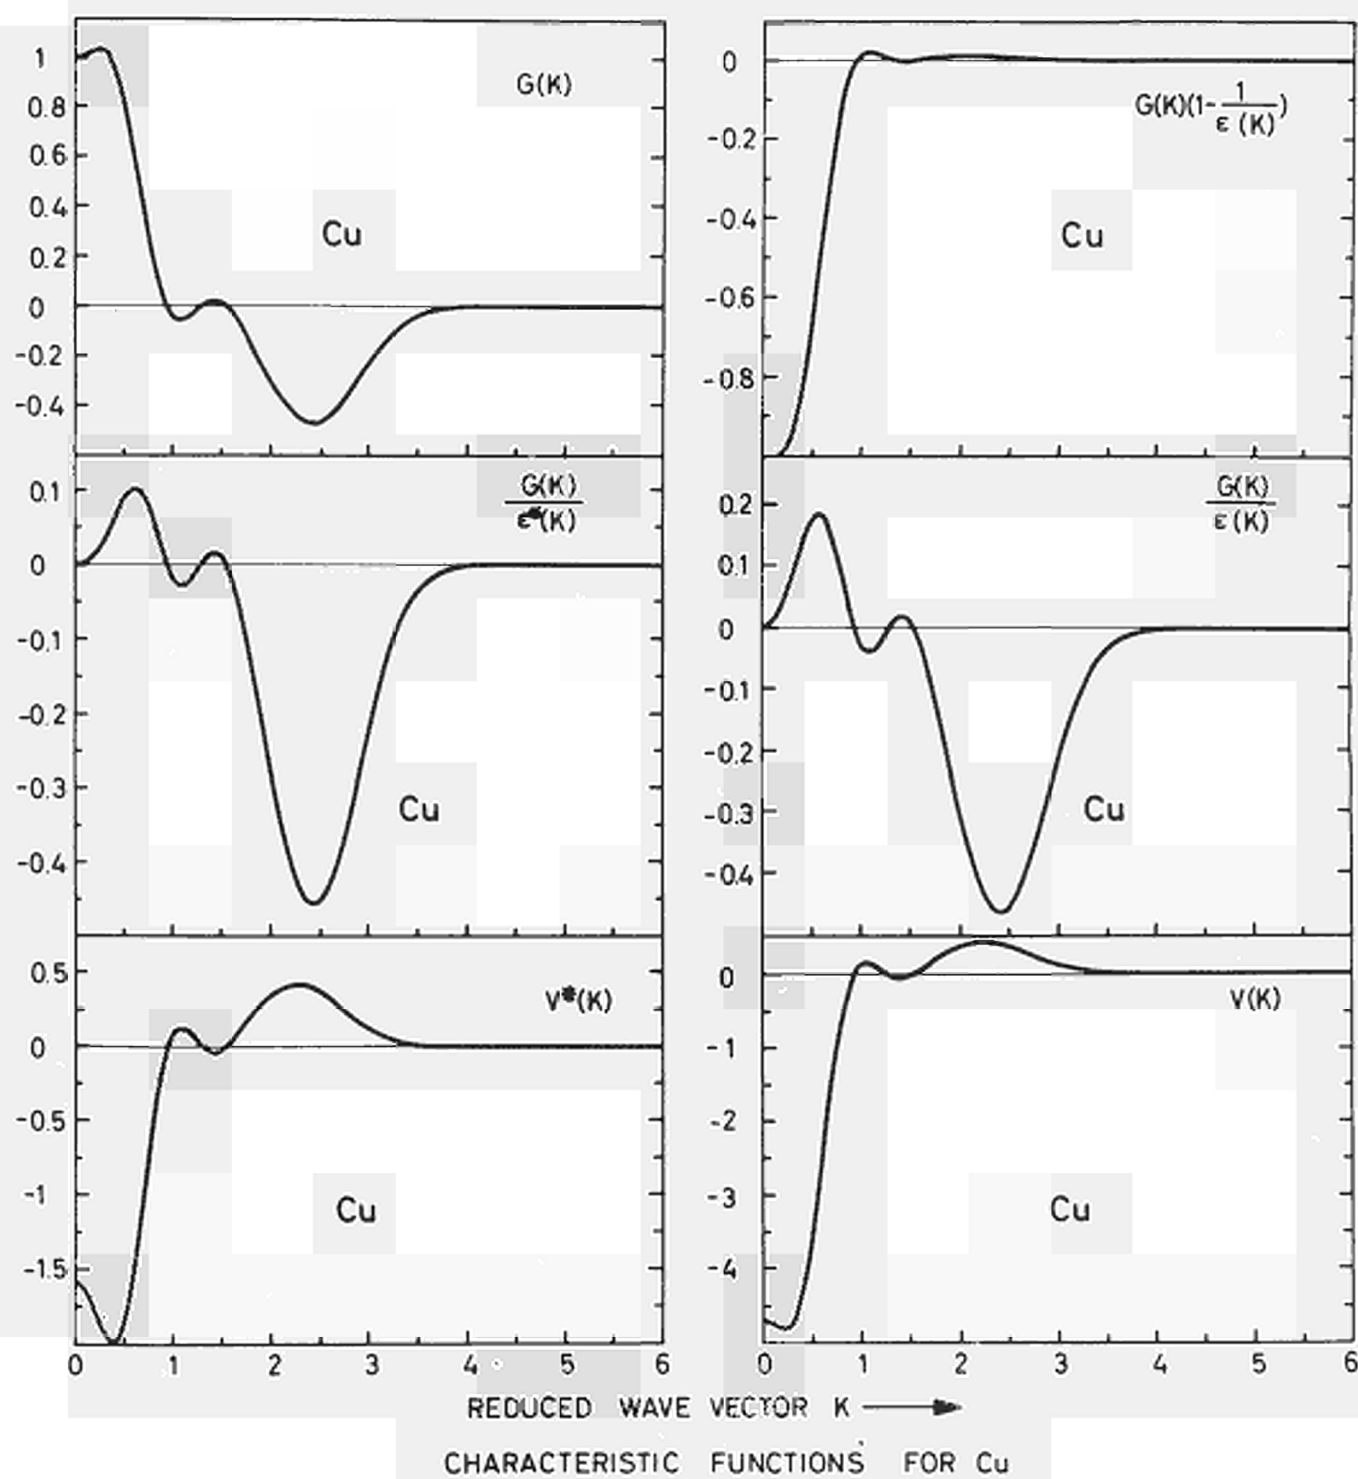 1
0.8
0.6
0.4
0.2
0
-0.2
-0.4
G(K)
Cu
0
-0.2
-0.4
-0.6
-0.8
G(K)(1-1/ε(K))
Cu
0.1
0
-0.1
-0.2
-0.3
-0.4
G(K)
ε*(K)
Cu
0.2
0.1
0
-0.1
-0.2
-0.3
-0.4
G(K)
ε(K)
Cu
0.5
0
-0.5
-1
-1.5
V*(K)
Cu
0
-1
-2
-3
-4
V(K)
Cu
0 1 2 3 4 5 6
0 1 2 3 4 5 6
REDUCED WAVE VECTOR K
CHARACTERISTIC FUNCTIONS FOR Cu